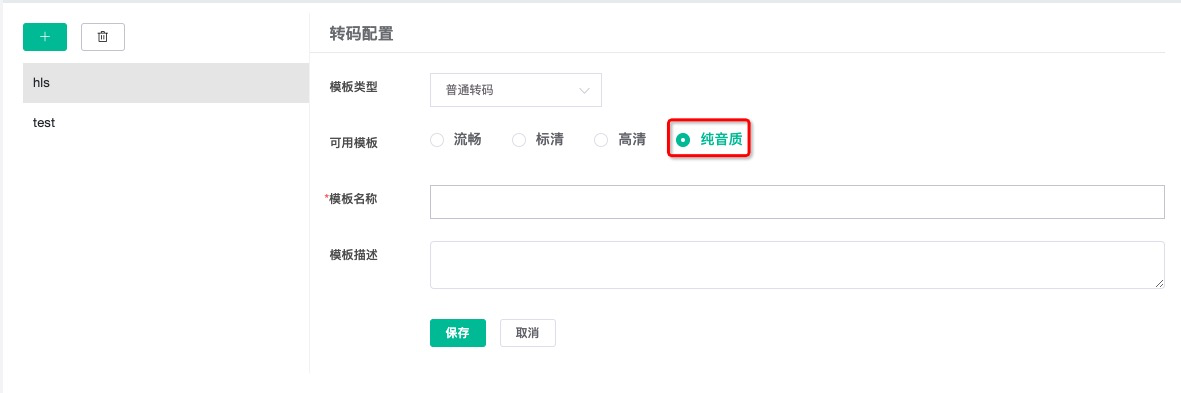 +
hls
test
转码配置
模板类型
普通转码
可用模板
流畅
标清
高清
纯音质
*模板名称
模板描述
保存
取消